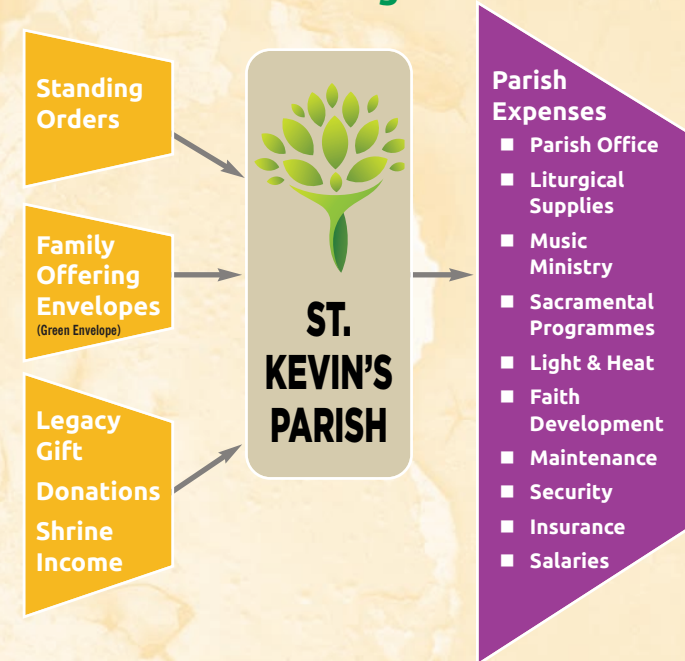 Standing
Orders
Family
Offering
Envelopes
(Green Envelope)
Legacy
Gift
Donations
Shrine
Income
ST.
KEVIN'S
PARISH
Parish
Expenses
■ Parish Office
■ Liturgical
Supplies
■ Music
Ministry
■ Sacramental
Programmes
■ Light & Heat
■ Faith
Development
■ Maintenance
■ Security
■ Insurance
■ Salaries